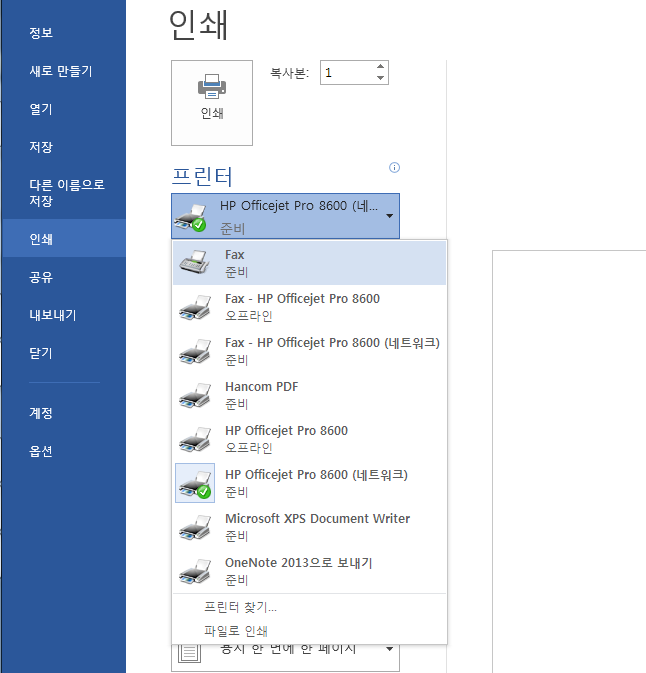 정보
새로 만들기
열기
저장
다른 이름으로
저장
인쇄
공유
내보내기
닫기
계정
옵션
인쇄
인쇄
복사본:
1
프린터
HP Officejet Pro 8600 (네...
준비
Fax
준비
Fax - HP Officejet Pro 8600
오프라인
Fax - HP Officejet Pro 8600 (네트워크)
준비
Hancom PDF
준비
HP Officejet Pro 8600
오프라인
HP Officejet Pro 8600 (네트워크)
준비
Microsoft XPS Document Writer
준비
OneNote 2013으로 보내기
준비
프린터 찾기...
파일로 인쇄
용지 한 면에 한 페이지